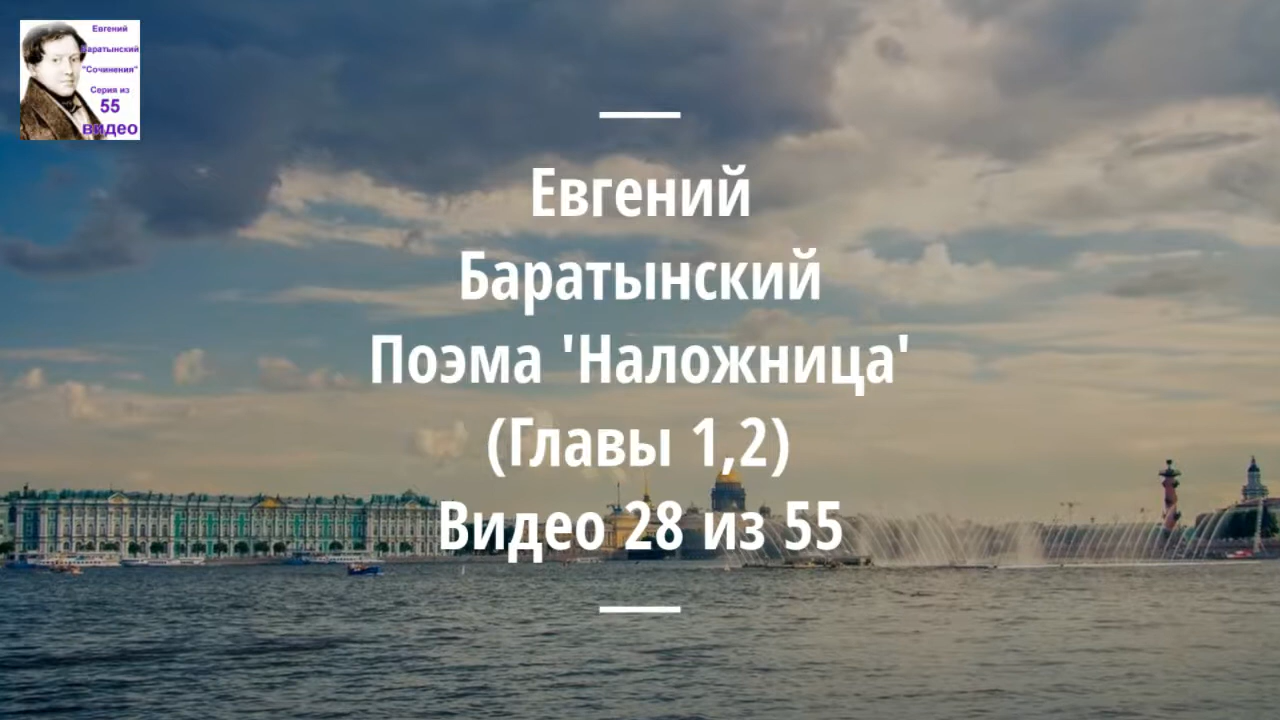 Евгений
Баратынский
"Сочинения"
Серия из
55
видео
Евгений
Баратынский
Поэма 'Наложница'
(Главы 1,2)
Видео 28 из 55